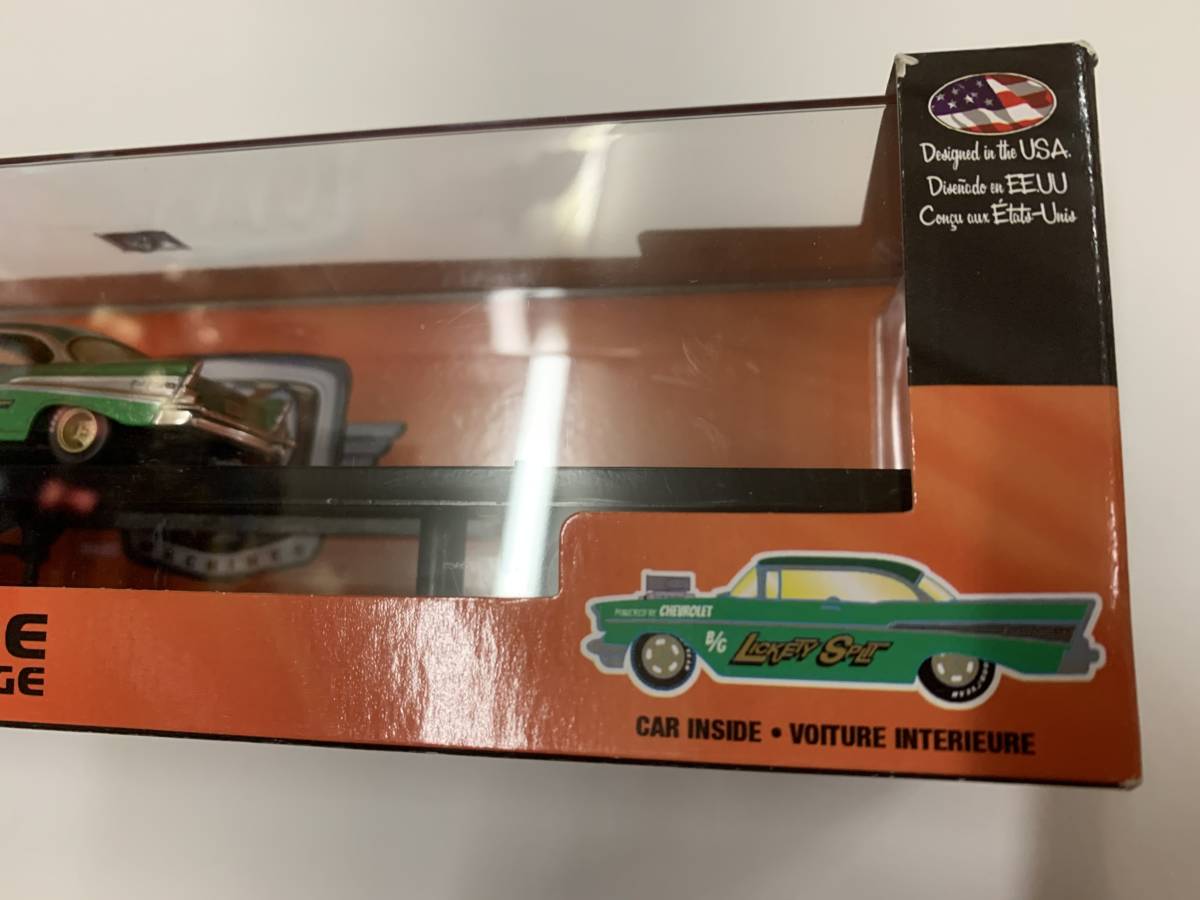 Designed in the USA.
Diseñado en EE.UU
Conçu aux États-Unis
POWERED BY CHEVROLET
B/G LICKETY SPLIT
CAR INSIDE • VOITURE INTERIEURE